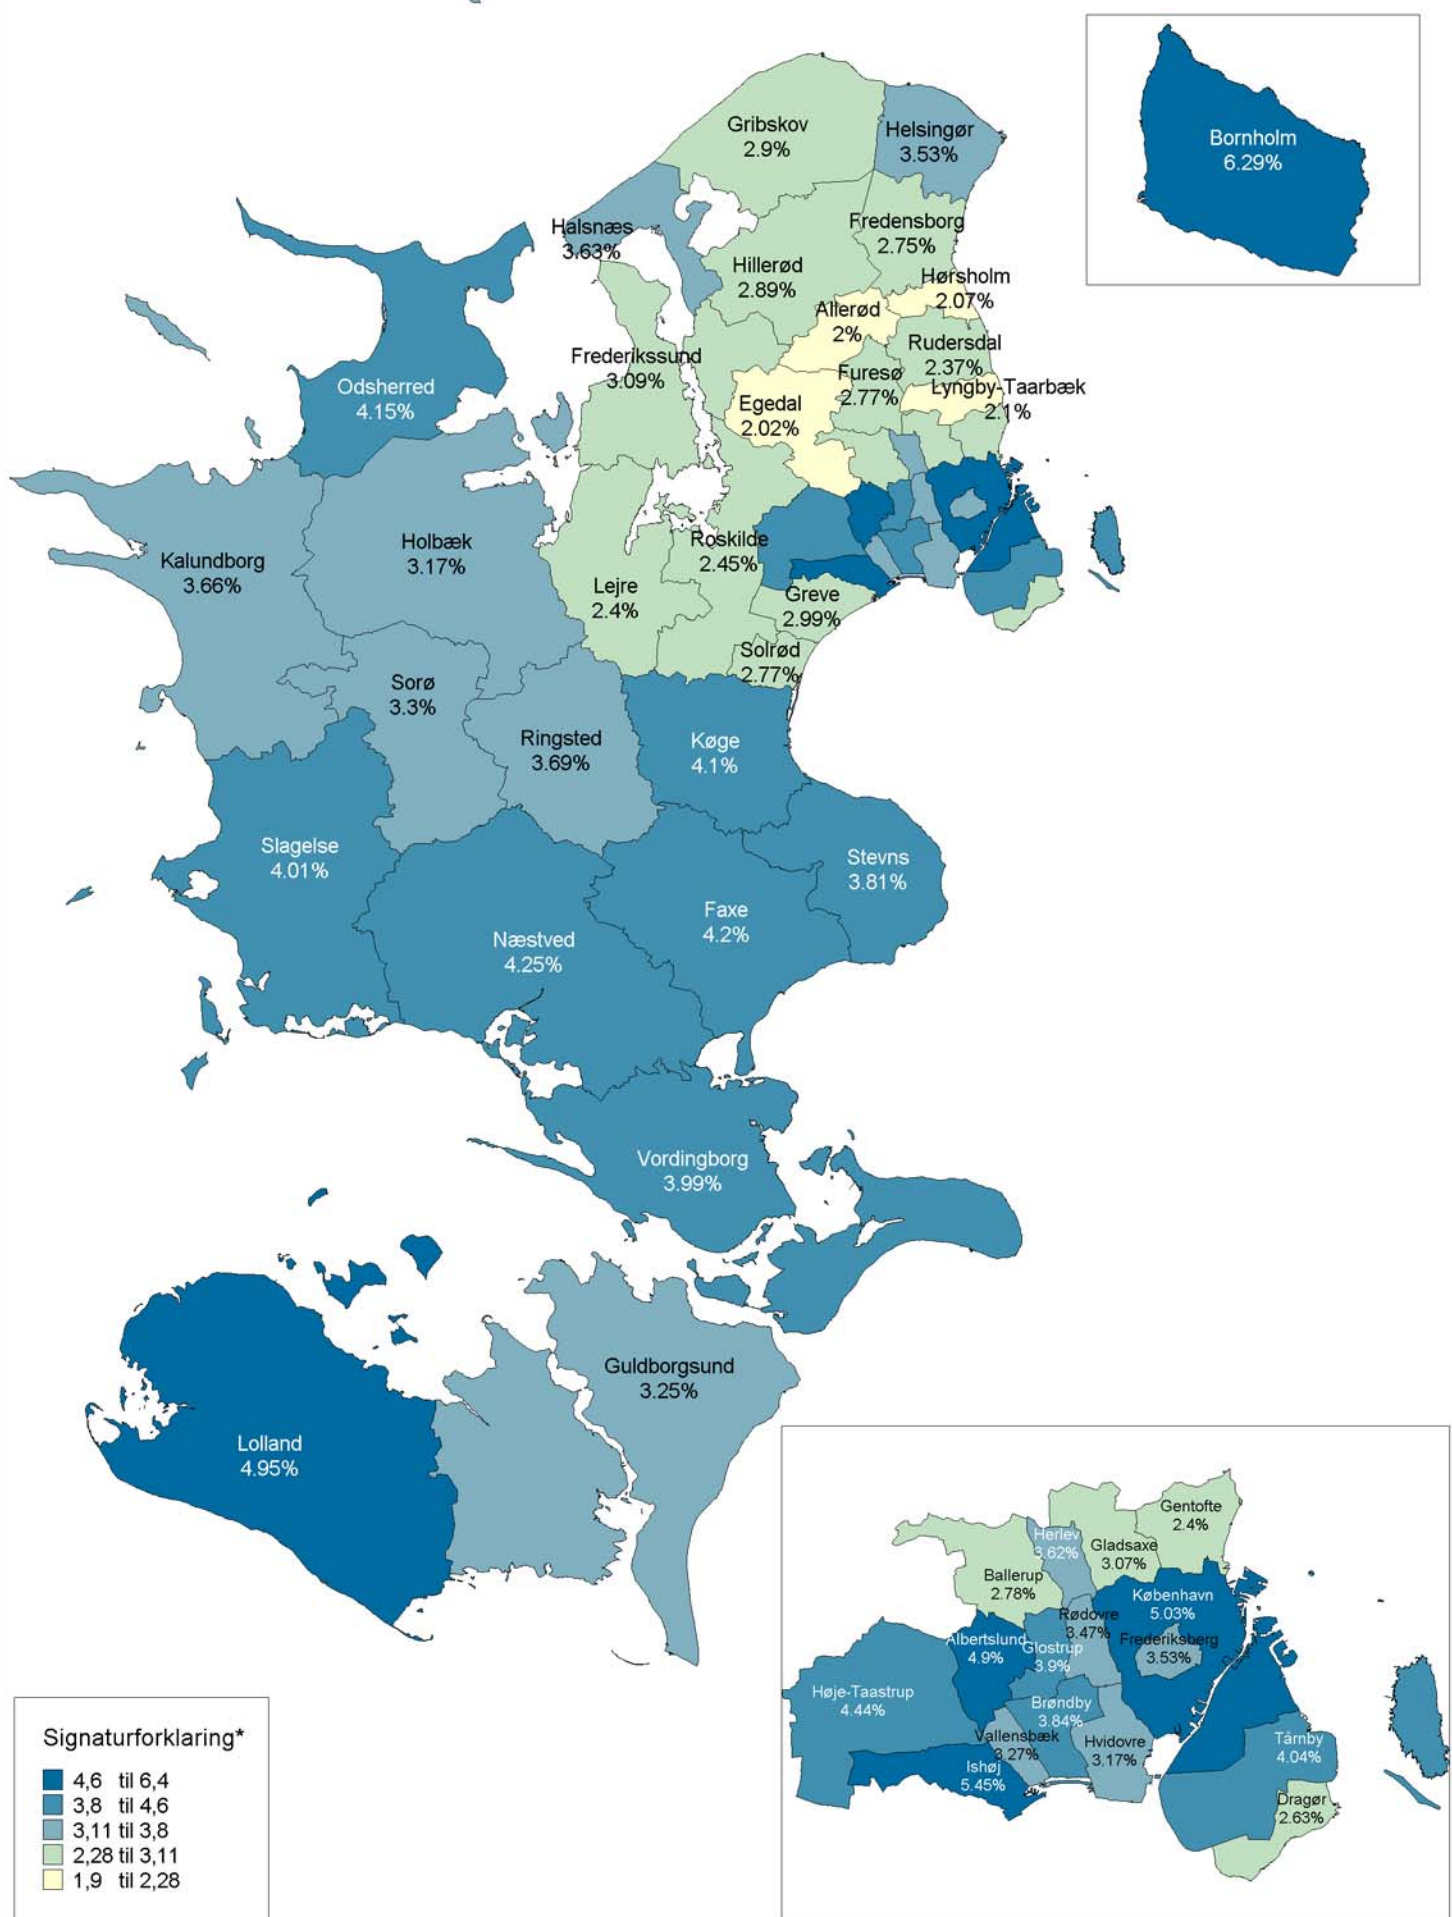 Gribskov
2.9%
Helsingør
3.53%
Bornholm
6.29%
Halsnæs
3.63%
Fredensborg
2.75%
Hillerød
2.89%
Hørsholm
2.07%
Allerød
2%
Rudersdal
2.37%
Frederikssund
3.09%
Furesø
2.77%
Lyngby-Taarbæk
2.1%
Odsherred
4.15%
Egedal
2.02%
Kalundborg
3.66%
Holbæk
3.17%
Roskilde
2.45%
Lejre
2.4%
Greve
2.99%
Solrød
2.77%
Sorø
3.3%
Ringsted
3.69%
Køge
4.1%
Slagelse
4.01%
Stevns
3.81%
Faxe
4.2%
Næstved
4.25%
Vordingborg
3.99%
Guldborgsund
3.25%
Lolland
4.95%
Gentofte
2.4%
Herlev
3.62%
Gladsaxe
3.07%
Ballerup
2.78%
København
5.03%
Rødovre
3.47%
Albertslund
4.9%
Glostrup
3.9%
Frederiksberg
3.53%
Høje-Taastrup
4.44%
Brøndby
3.84%
Vallensbæk
3.27%
Hvidovre
3.17%
Tårnby
4.04%
Ishøj
5.45%
Dragør
2.63%
Signaturforklaring*
4,6 til 6,4
3,8 til 4,6
3,11 til 3,8
2,28 til 3,11
1,9 til 2,28